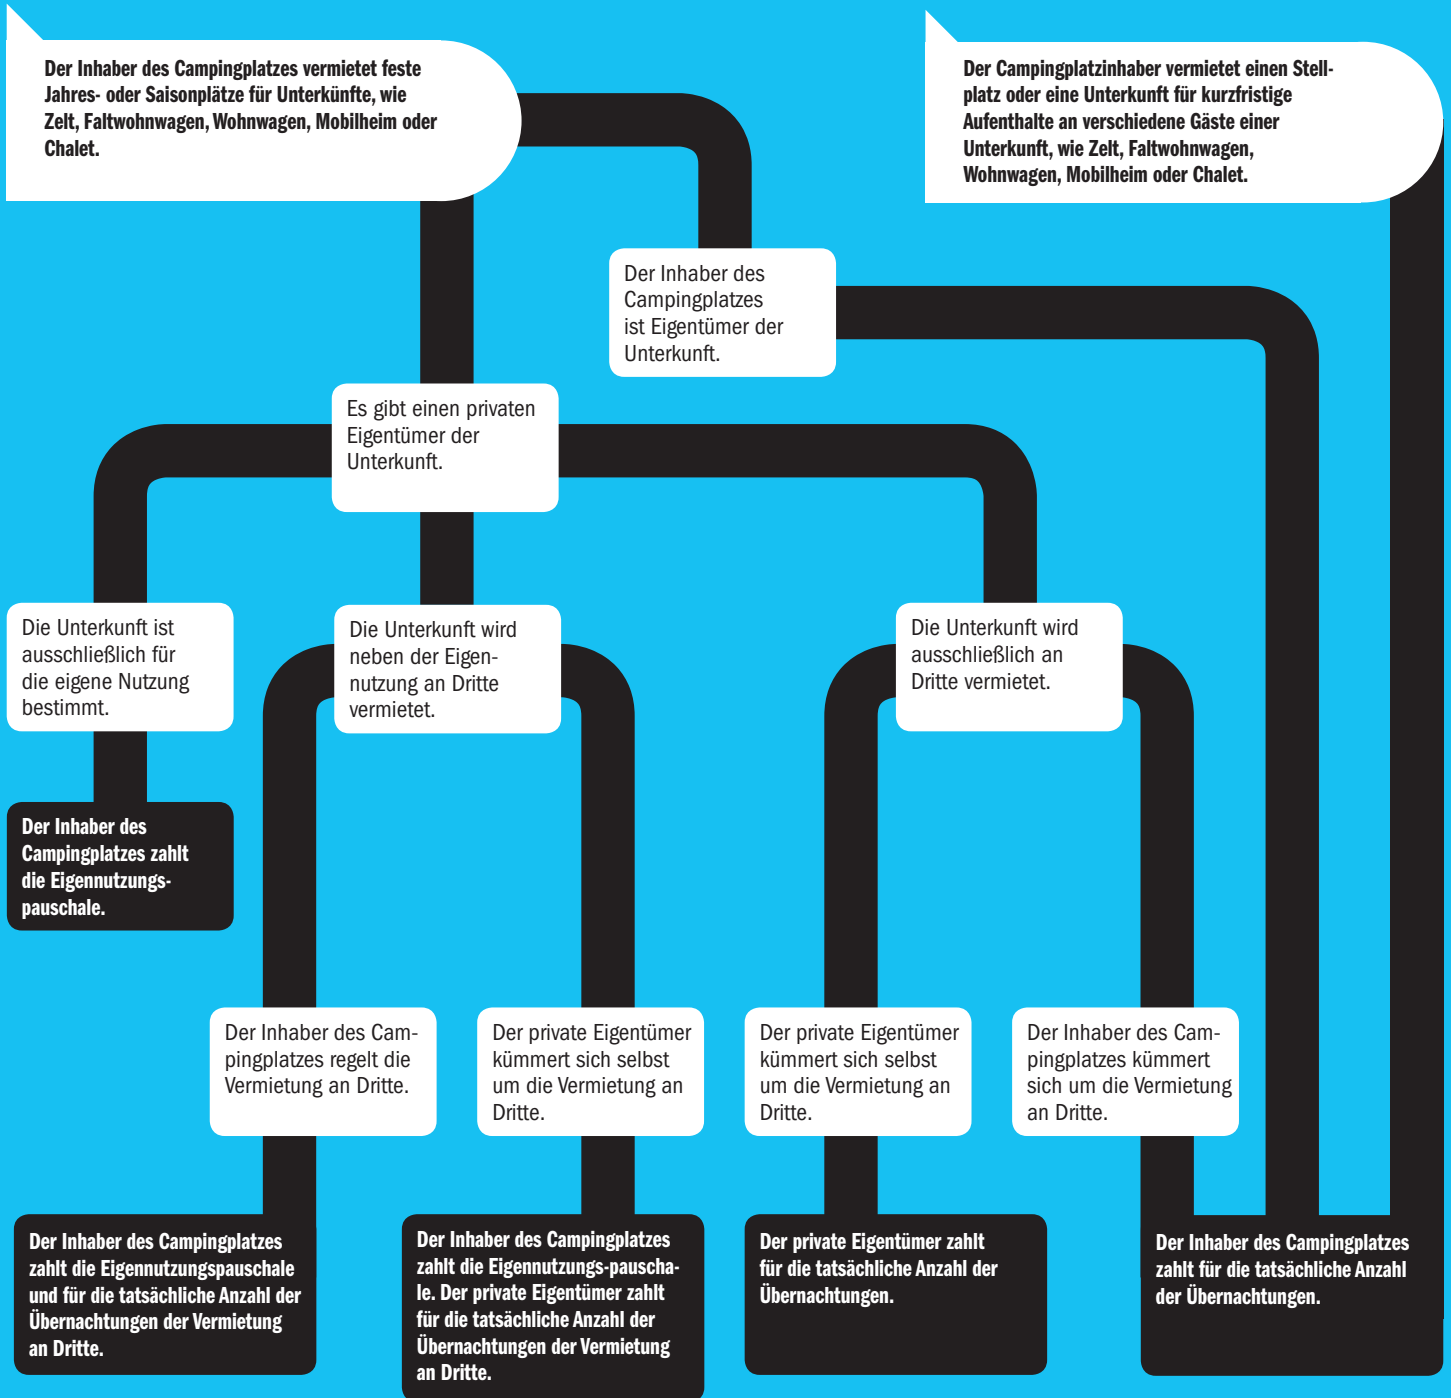 Der Inhaber des Campingplatzes vermietet feste
Jahres- oder Saisonplätze für Unterkünfte, wie
Zelt, Faltwohnwagen, Wohnwagen, Mobilheim oder
Chalet.
Der Campingplatzinhaber vermietet einen Stell-
platz oder eine Unterkunft für kurzfristige
Aufenthalte an verschiedene Gäste einer
Unterkunft, wie Zelt, Faltwohnwagen,
Wohnwagen, Mobilheim oder Chalet.
Der Inhaber des
Campingplatzes
ist Eigentümer der
Unterkunft.
Es gibt einen privaten
Eigentümer der
Unterkunft.
Die Unterkunft ist
ausschließlich für
die eigene Nutzung
bestimmt.
Die Unterkunft wird
neben der Eigen-
nutzung an Dritte
vermietet.
Die Unterkunft wird
ausschließlich an
Dritte vermietet.
Der Inhaber des
Campingplatzes zahlt
die Eigennutzungs-
pauschale.
Der Inhaber des Cam-
pingplatzes regelt die
Vermietung an Dritte.
Der private Eigentümer
kümmert sich selbst
um die Vermietung an
Dritte.
Der private Eigentümer
kümmert sich selbst
um die Vermietung an
Dritte.
Der Inhaber des Cam-
pingplatzes kümmert
sich um die Vermietung
an Dritte.
Der Inhaber des Campingplatzes
zahlt die Eigennutzungspauschale
und für die tatsächliche Anzahl der
Übernachtungen der Vermietung
an Dritte.
Der Inhaber des Campingplatzes
zahlt die Eigennutzungs-pauscha-
le. Der private Eigentümer zahlt
für die tatsächliche Anzahl der
Übernachtungen der Vermietung
an Dritte.
Der private Eigentümer zahlt
für die tatsächliche Anzahl der
Übernachtungen.
Der Inhaber des Campingplatzes
zahlt für die tatsächliche Anzahl
der Übernachtungen.